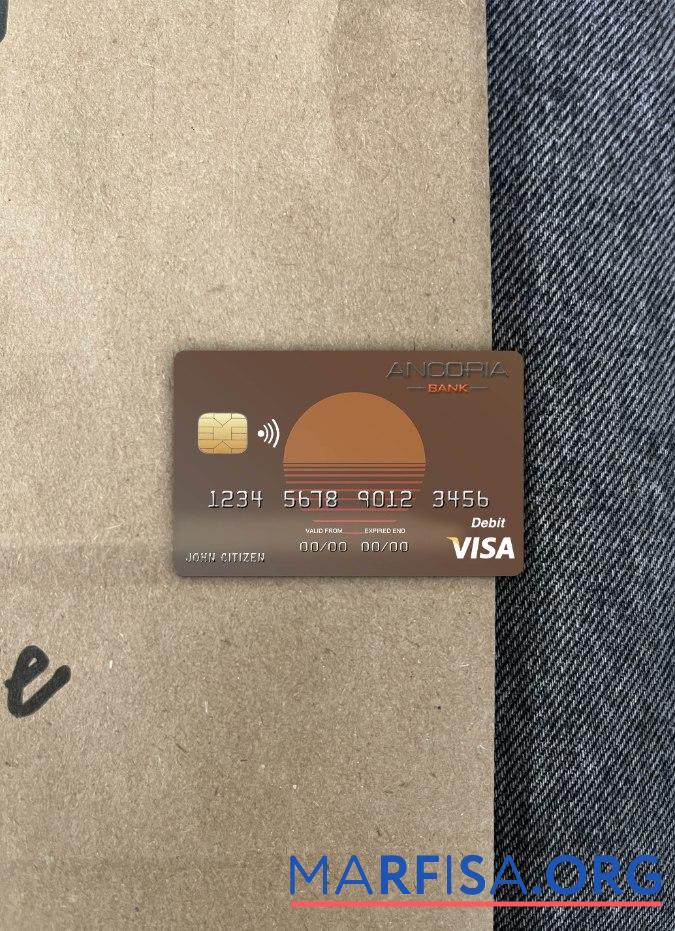 ANCORIA
BANK
1234 5678 9012 3456
VALID FROM EXPIRED END
00/00 00/00
JOHN CITIZEN
Debit
VISA
e
MARFISA.ORG